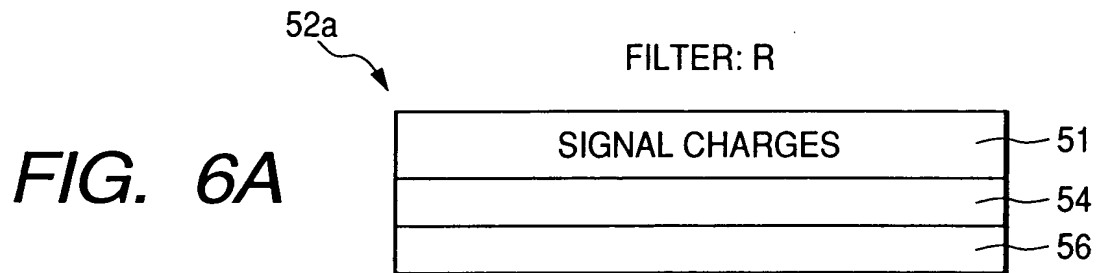 52a
FILTER: R
SIGNAL CHARGES
51
FIG. 6A
54
56